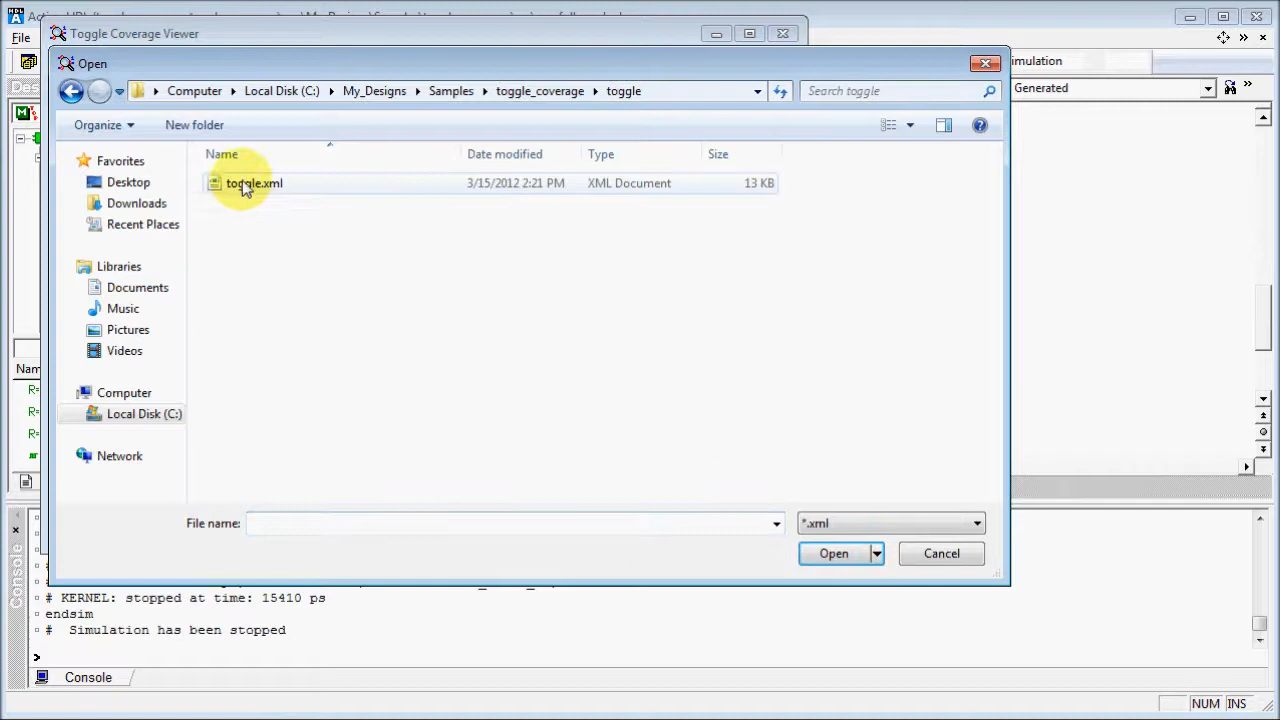 Toggle Coverage Viewer
File
Open
Computer
Local Disk (C:)
My_Designs
Samples
toggle_coverage
toggle
Search toggle
imulation
Generated
Organize
New folder
Name
Date modified
Type
Size
toggle.xml
3/15/2012 2:21 PM
XML Document
13 KB
Favorites
Desktop
Downloads
Recent Places
Libraries
Documents
Music
Pictures
Videos
Computer
Local Disk (C:)
Network
Nam
R=
R=
R=
File name:
*.xml
Open
Cancel
# KERNEL: stopped at time: 15410 ps
endsim
# Simulation has been stopped
>
Console
Console
NUM
INS